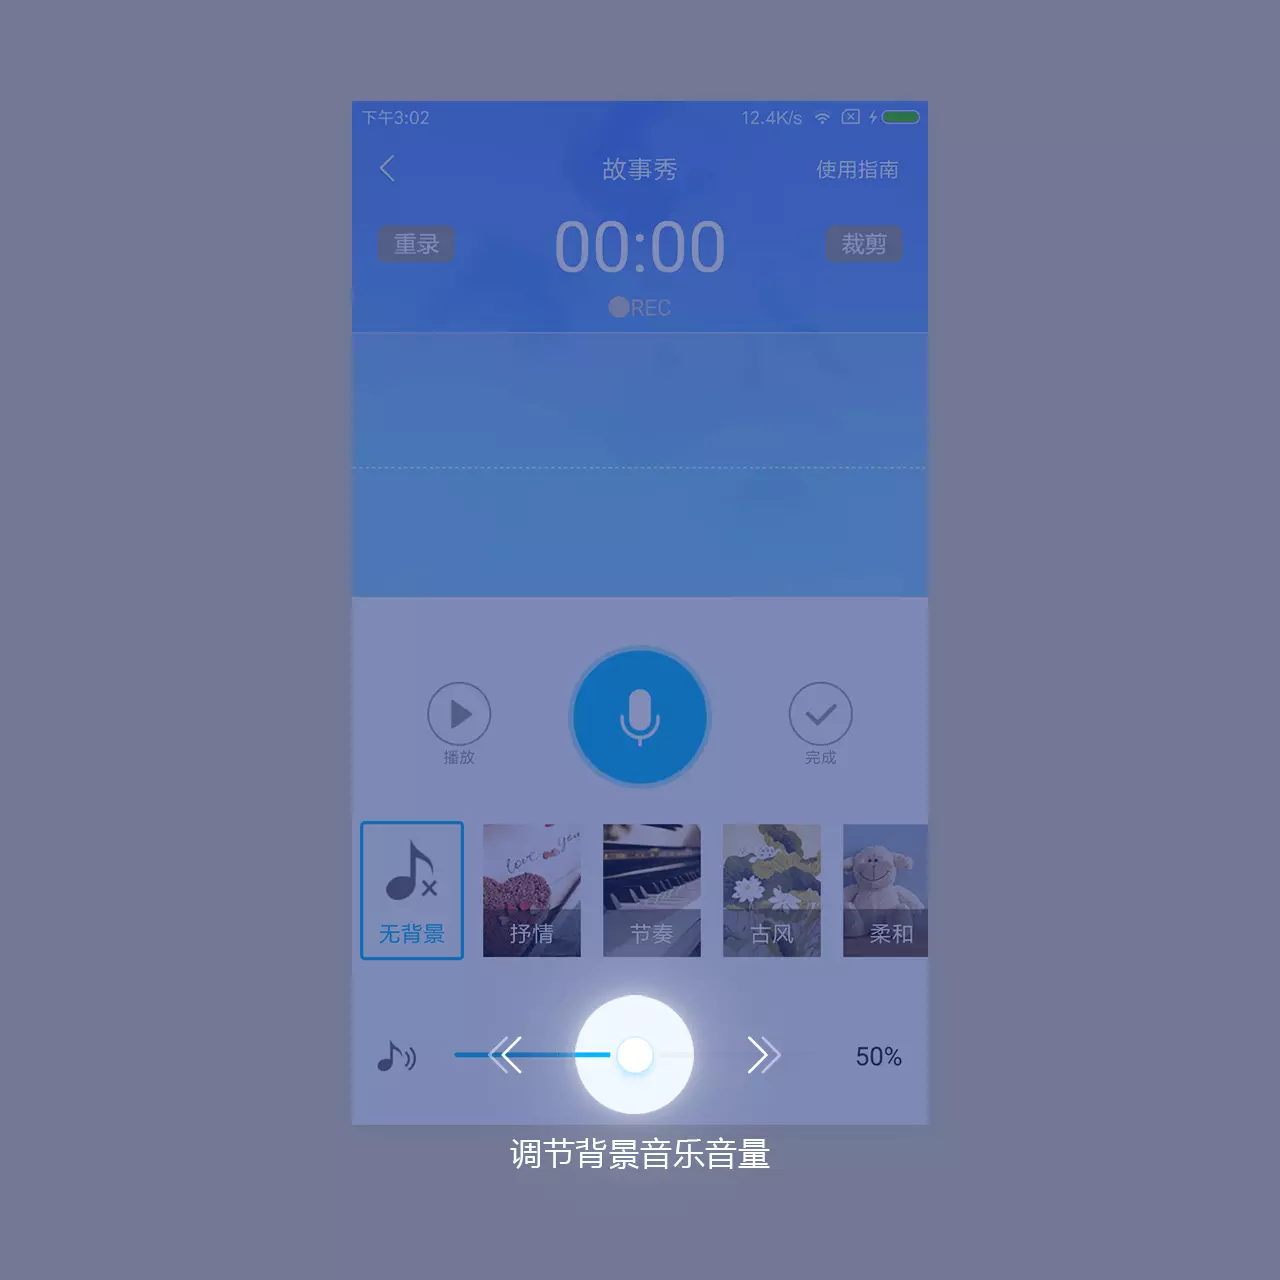 下午3:02 12.4K/s
故事秀 使用指南
重录 00:00 裁剪
REC
播放 完成
love you
无背景 抒情 节奏 古风 柔和
50%
调节背景音乐音量